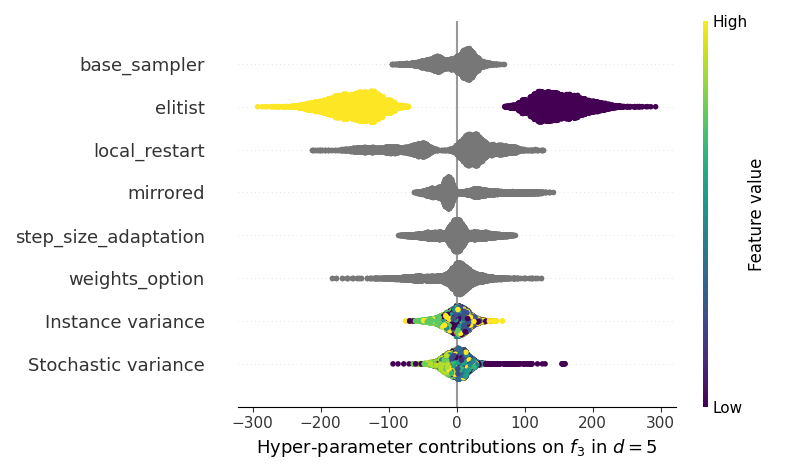 High
base_sampler
elitist
local_restart
mirrored
step_size_adaptation
weights_option
Instance variance
Stochastic variance
Feature value
Low
−300 −200 −100 0 100 200 300
Hyper-parameter contributions on f₃ in d = 5